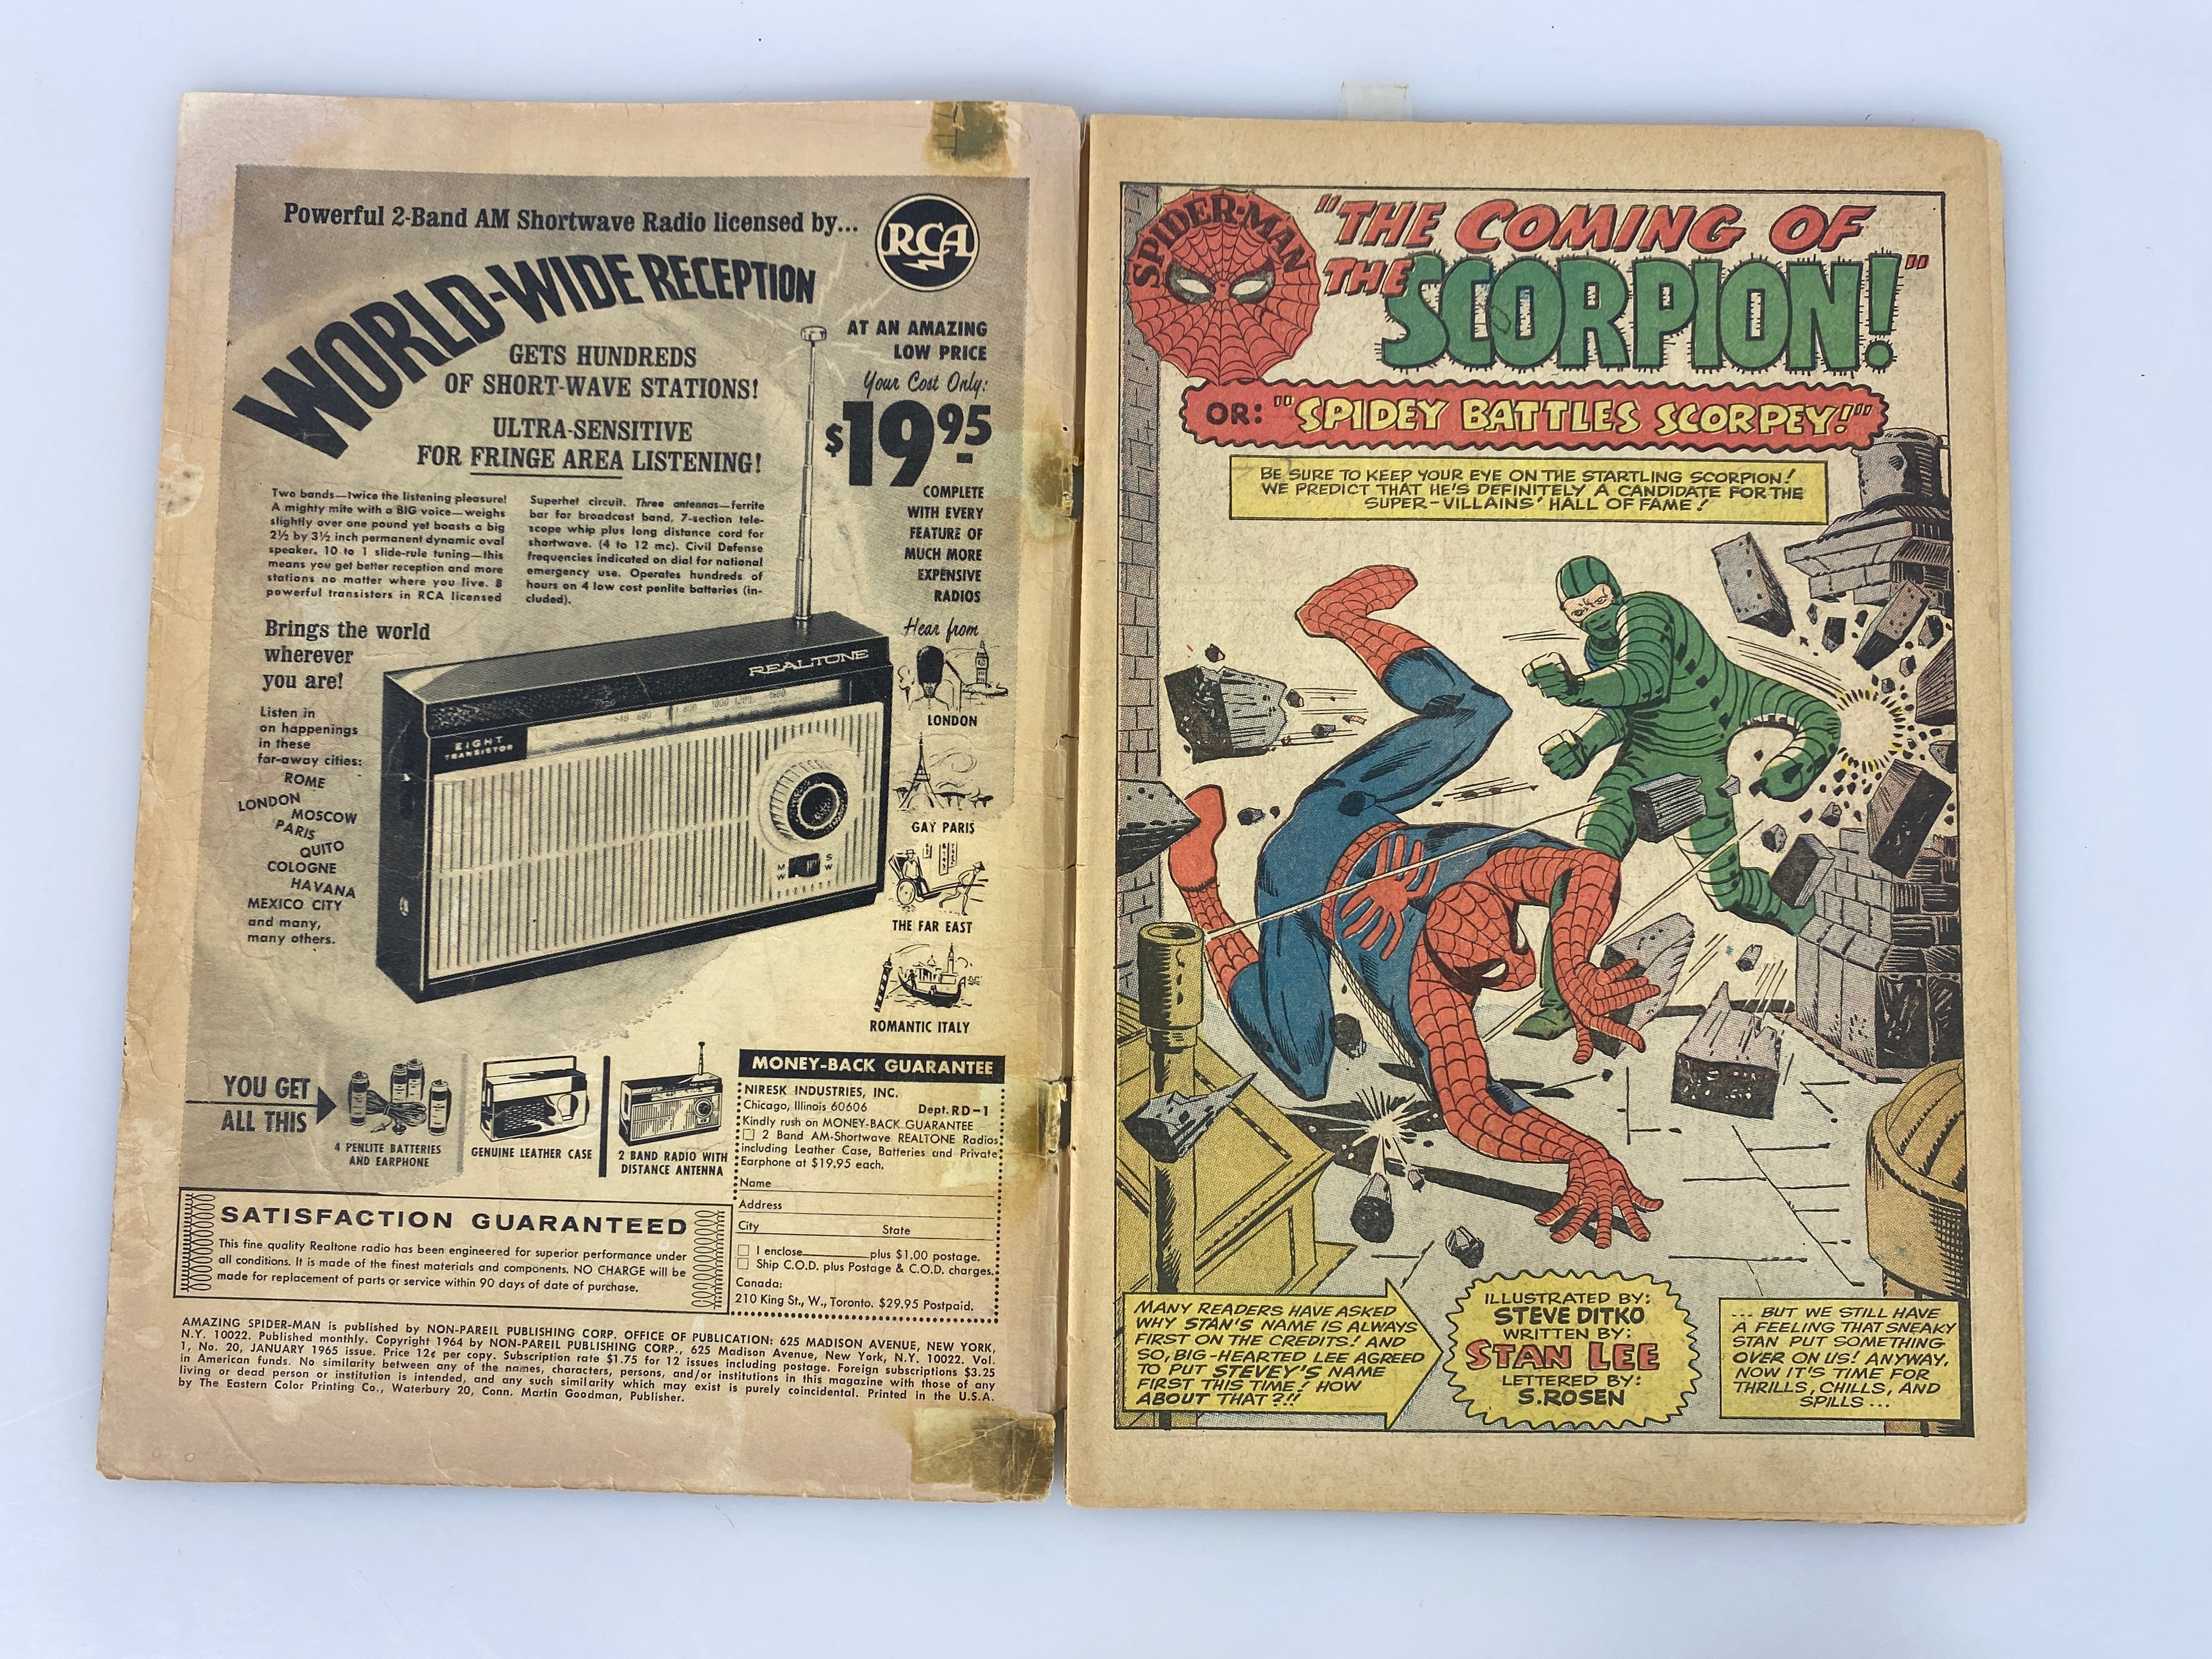 Powerful 2-Band AM Shortwave Radio licensed by...
RCA
WORLD-WIDE RECEPTION
GETS HUNDREDS
OF SHORT-WAVE STATIONS!
ULTRA-SENSITIVE
FOR FRINGE AREA LISTENING!
AT AN AMAZING
LOW PRICE
Your Cost Only:
$19.95
COMPLETE
WITH EVERY
FEATURE OF
MUCH MORE
EXPENSIVE
RADIOS
Two bands—twice the listening pleasure!
A mighty mite with a BIG voice—weighs
slightly over one pound yet boasts a big
2½ by 3½ inch permanent dynamic oval
speaker. 10 to 1 slide-rule tuning—this
means you get better reception and more
stations no matter where you live. 8
powerful transistors in RCA licensed
Superhet circuit. Three antennas—ferrite
bar for broadcast band, 7-section tele-
scope whip plus long distance cord for
shortwave. (4 to 12 mc). Civil Defense
frequencies indicated on dial for national
emergency use. Operates hundreds of
hours on 4 low cost penlite batteries (in-
cluded).
Brings the world
wherever
you are!
Listen in
on happenings
in these
far-away cities:
ROME
LONDON
MOSCOW
PARIS
QUITO
COLOGNE
HAVANA
MEXICO CITY
and many,
many others.
REALTONE
EIGHT
TRANSISTOR
M S
W W
Hear from
LONDON
GAY PARIS
THE FAR EAST
ROMANTIC ITALY
YOU GET
ALL THIS
4 PENLITE BATTERIES
AND EARPHONE
GENUINE LEATHER CASE
2 BAND RADIO WITH
DISTANCE ANTENNA
MONEY-BACK GUARANTEE
NIRESK INDUSTRIES, INC.
Chicago, Illinois 60606 Dept. RD-1
Kindly rush on MONEY-BACK GUARANTEE
2 Band AM-Shortwave REALTONE Radios
including Leather Case, Batteries and Private
Earphone at $19.95 each.
Name
Address
City State
I enclose plus $1.00 postage.
Ship C.O.D. plus Postage & C.O.D. charges.
Canada:
210 King St., W., Toronto. $29.95 Postpaid.
SATISFACTION GUARANTEED
This fine quality Realtone radio has been engineered for superior performance under
all conditions. It is made of the finest materials and components. NO CHARGE will be
made for replacement of parts or service within 90 days of date of purchase.
AMAZING SPIDER-MAN is published by NON-PAREIL PUBLISHING CORP. OFFICE OF PUBLICATION: 625 MADISON AVENUE, NEW YORK,
N.Y. 10022. Published monthly. Copyright 1964 by NON-PAREIL PUBLISHING CORP., 625 Madison Avenue, New York, N.Y. 10022. Vol.
1, No. 20, JANUARY 1965 issue. Price 12¢ per copy. Subscription rate $1.75 for 12 issues including postage. Foreign subscriptions $3.25
in American funds. No similarity between any of the names, characters, persons, and/or institutions in this magazine with those of any
living or dead person or institution is intended, and any such similarity which may exist is purely coincidental. Printed in the U.S.A.
by The Eastern Color Printing Co., Waterbury 20, Conn. Martin Goodman, Publisher.
SPIDER-MAN
"THE COMING OF
THE SCORPION!"
OR: "SPIDEY BATTLES SCORPEY!"
BE SURE TO KEEP YOUR EYE ON THE STARTLING SCORPION!
WE PREDICT THAT HE'S DEFINITELY A CANDIDATE FOR THE
SUPER-VILLAINS' HALL OF FAME!
MANY READERS HAVE ASKED
WHY STAN'S NAME IS ALWAYS
FIRST ON THE CREDITS! AND
SO, BIG-HEARTED LEE AGREED
TO PUT STEVEY'S NAME
FIRST THIS TIME! HOW
ABOUT THAT?!!
ILLUSTRATED BY:
STEVE DITKO
WRITTEN BY:
STAN LEE
LETTERED BY:
S.ROSEN
... BUT WE STILL HAVE
A FEELING THAT SNEAKY
STAN PUT SOMETHING
OVER ON US! ANYWAY,
NOW IT'S TIME FOR
THRILLS, CHILLS, AND
SPILLS...